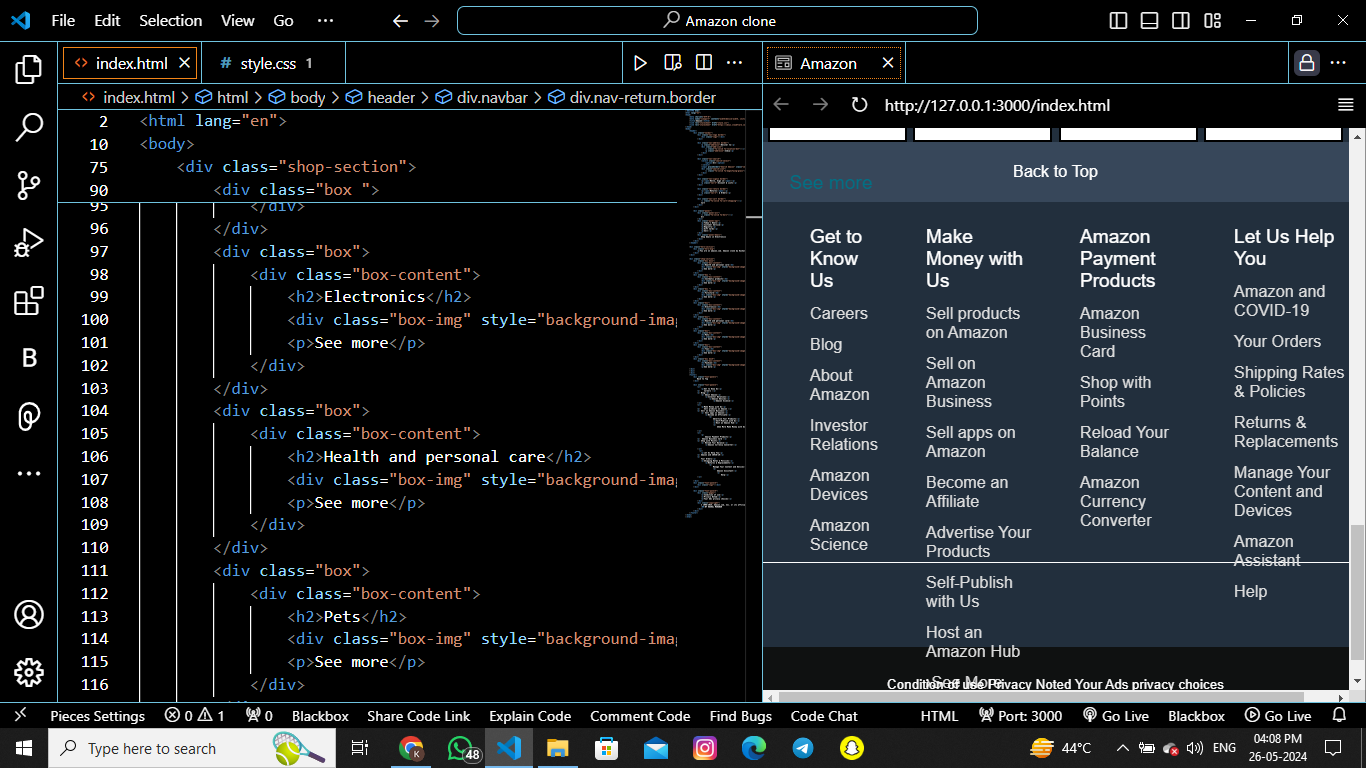 File Edit Selection View Go ··· Amazon clone
index.html style.css 1 Amazon
index.html > html > body > header > div.navbar > div.nav-return.border
http://127.0.0.1:3000/index.html
2 <html lang="en">
10 <body>
75 <div class="shop-section">
90 <div class="box ">
95 </div>
96 </div>
97 <div class="box">
98 <div class="box-content">
99 <h2>Electronics</h2>
100 <div class="box-img" style="background-imag
101 <p>See more</p>
102 </div>
103 </div>
104 <div class="box">
105 <div class="box-content">
106 <h2>Health and personal care</h2>
107 <div class="box-img" style="background-imag
108 <p>See more</p>
109 </div>
110 </div>
111 <div class="box">
112 <div class="box-content">
113 <h2>Pets</h2>
114 <div class="box-img" style="background-imag
115 <p>See more</p>
116 </div>
Back to Top
See more
Get to
Know
Us
Careers
Blog
About
Amazon
Investor
Relations
Amazon
Devices
Amazon
Science
Make
Money with
Us
Sell products
on Amazon
Sell on
Amazon
Business
Sell apps on
Amazon
Become an
Affiliate
Advertise Your
Products
Self-Publish
with Us
Host an
Amazon Hub
›See More
Amazon
Payment
Products
Amazon
Business
Card
Shop with
Points
Reload Your
Balance
Amazon
Currency
Converter
Let Us Help
You
Amazon and
COVID-19
Your Orders
Shipping Rates
& Policies
Returns &
Replacements
Manage Your
Content and
Devices
Amazon
Assistant
Help
Condition of use Privacy Noted Your Ads privacy choices
Pieces Settings 0 1 0 Blackbox Share Code Link Explain Code Comment Code Find Bugs Code Chat HTML Port: 3000 Go Live Blackbox Go Live
Type here to search 48 K 44°C ENG 04:08 PM
26-05-2024